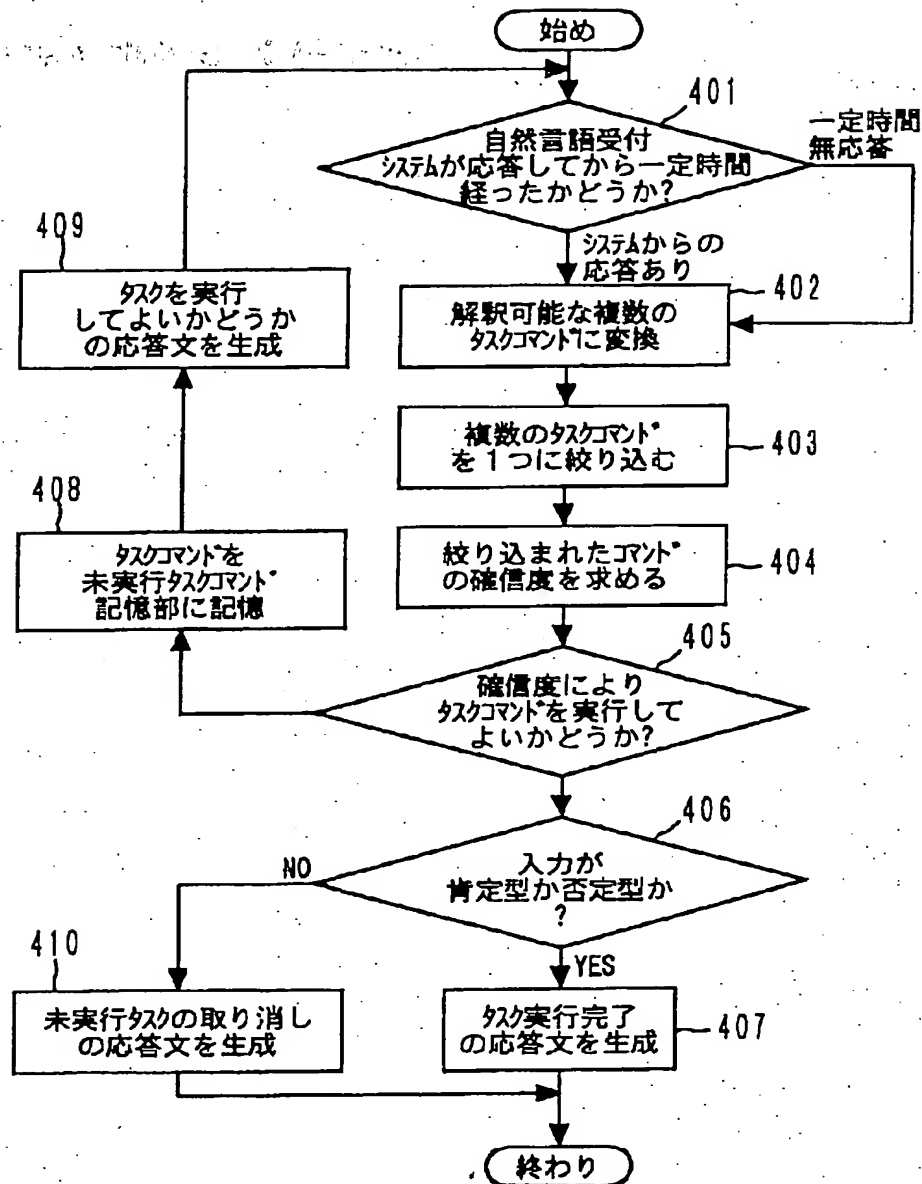 始め
401
自然言語受付
システムが応答してから一定時間
経ったかどうか?
一定時間
無応答
システムからの
応答あり
402
解釈可能な複数の
タスクコマンドに変換
複数のタスクコマンド
を1つに絞り込む
403
絞り込まれたコマンド
の確信度を求める
404
405
確信度により
タスクコマンドを実行して
よいかどうか?
408
タスクコマンドを
未実行タスクコマンド
記憶部に記憶
409
タスクを実行
してよいかどうか
の応答文を生成
406
入力が
肯定型か否定型か
?
NO
YES
410
未実行タスクの取り消し
の応答文を生成
タスク実行完了
の応答文を生成
407
終わり